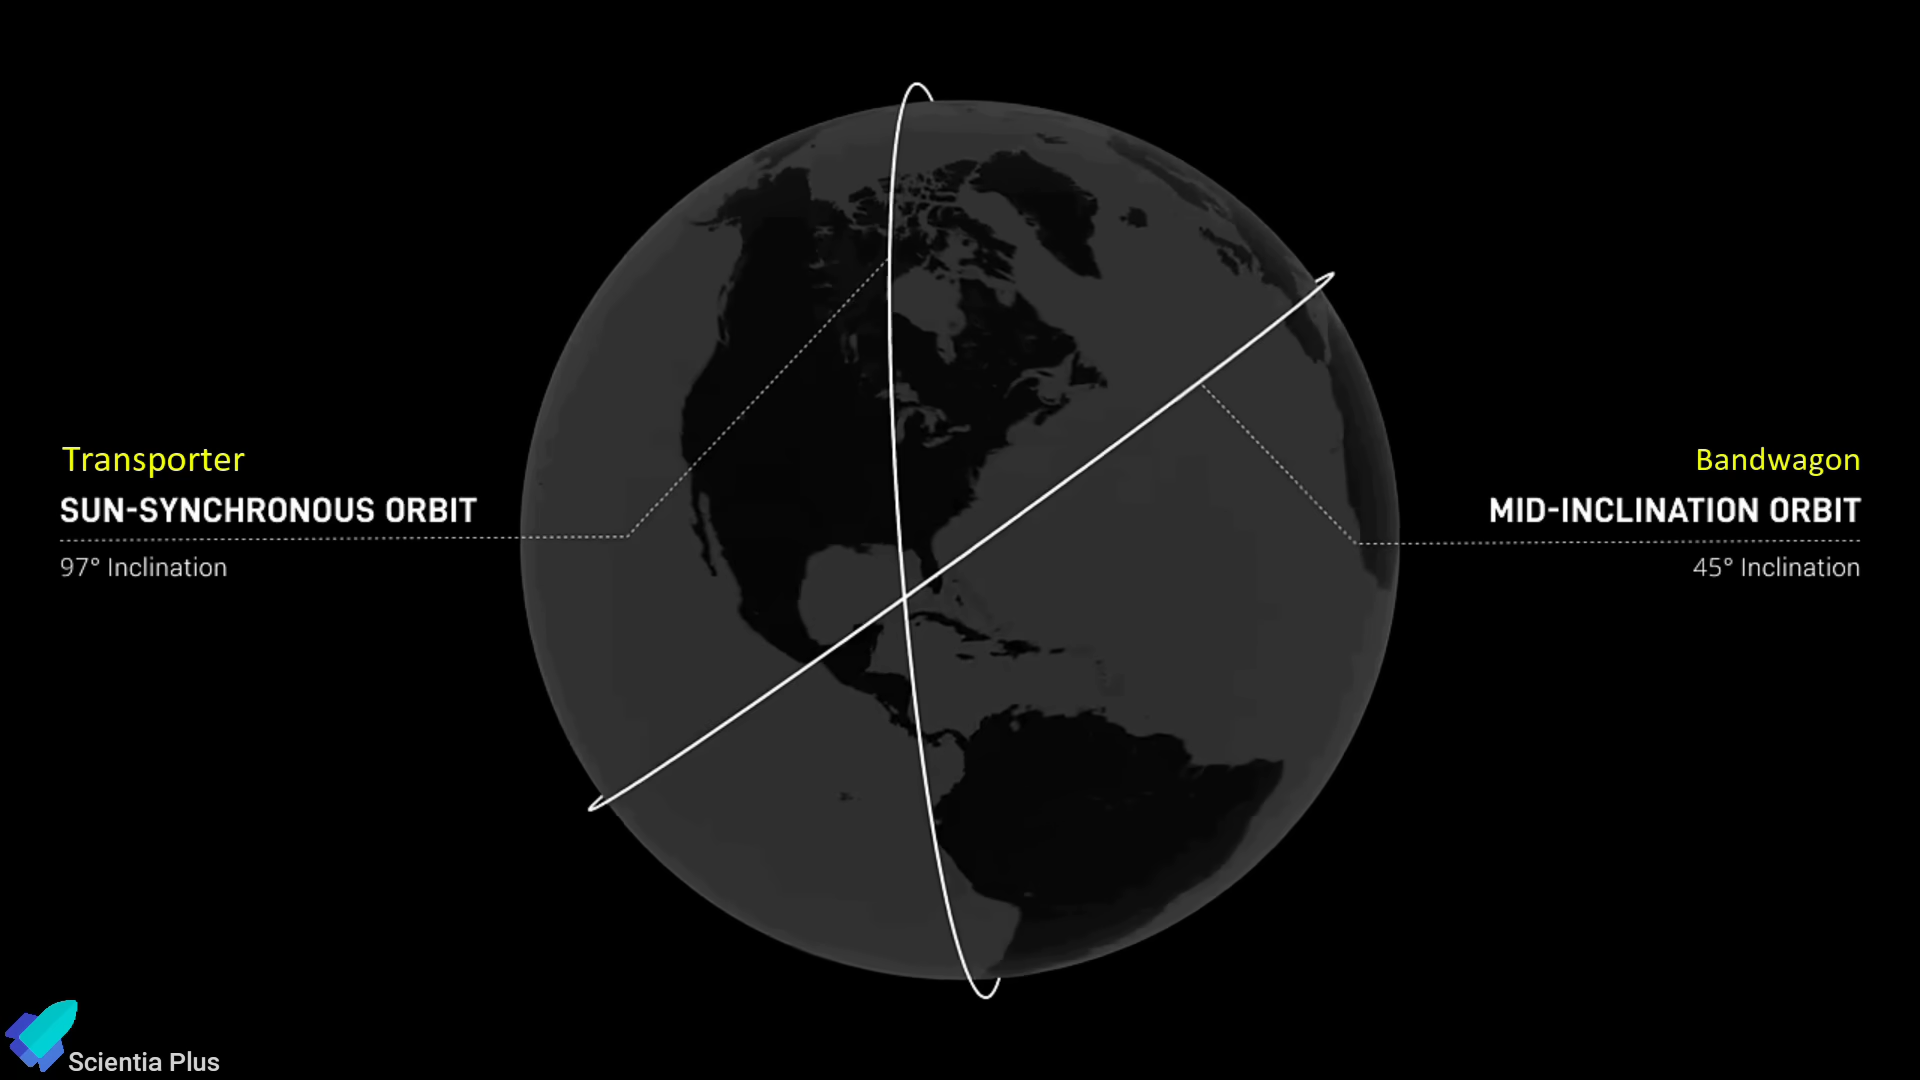 Transporter
SUN-SYNCHRONOUS ORBIT
97° Inclination
Bandwagon
MID-INCLINATION ORBIT
45° Inclination
Scientia Plus